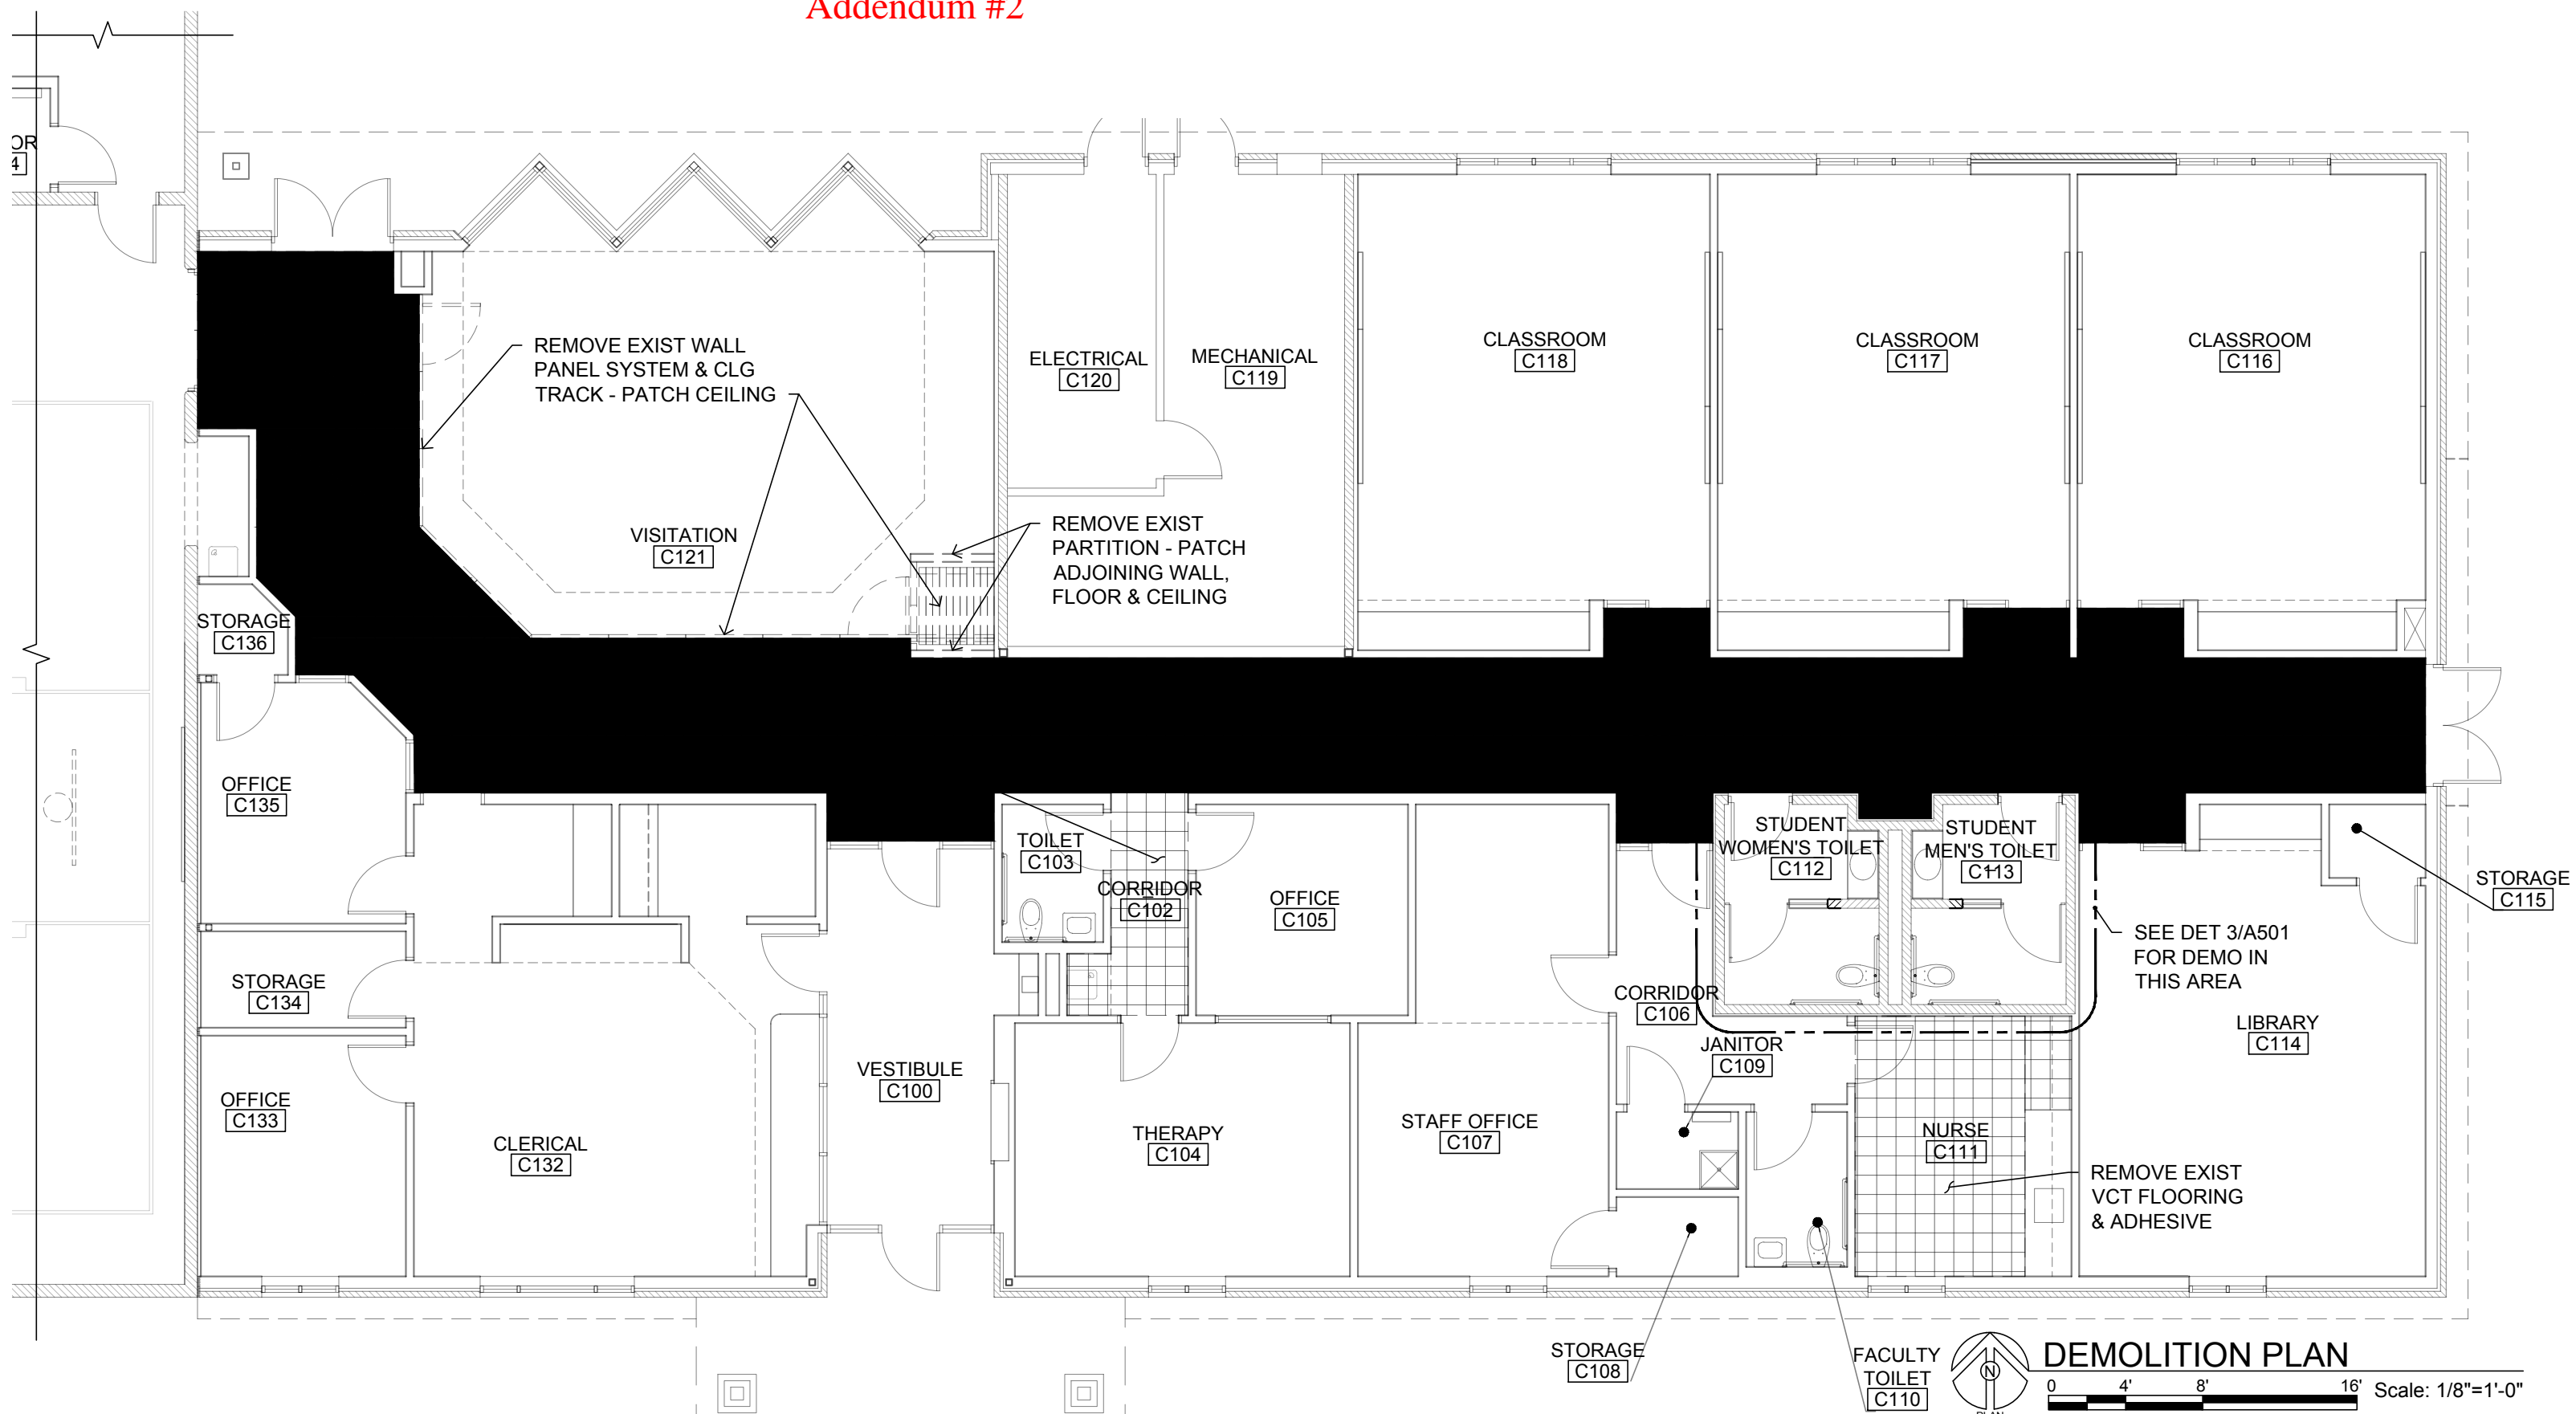 Addendum #2
OR
4
REMOVE EXIST WALL
PANEL SYSTEM & CLG
TRACK - PATCH CEILING
ELECTRICAL
C120
MECHANICAL
C119
CLASSROOM
C118
CLASSROOM
C117
CLASSROOM
C116
VISITATION
C121
REMOVE EXIST
PARTITION - PATCH
ADJOINING WALL,
FLOOR & CEILING
STORAGE
C136
OFFICE
C135
TOILET
C103
CORRIDOR
C102
OFFICE
C105
STUDENT
WOMEN'S TOILET
C112
STUDENT
MEN'S TOILET
C113
STORAGE
C115
SEE DET 3/A501
FOR DEMO IN
THIS AREA
STORAGE
C134
CORRIDOR
C106
LIBRARY
C114
JANITOR
C109
VESTIBULE
C100
OFFICE
C133
CLERICAL
C132
THERAPY
C104
STAFF OFFICE
C107
NURSE
C111
REMOVE EXIST
VCT FLOORING
& ADHESIVE
STORAGE
C108
FACULTY
TOILET
C110
N
PLAN
DEMOLITION PLAN
0 4' 8' 16' Scale: 1/8"=1'-0"